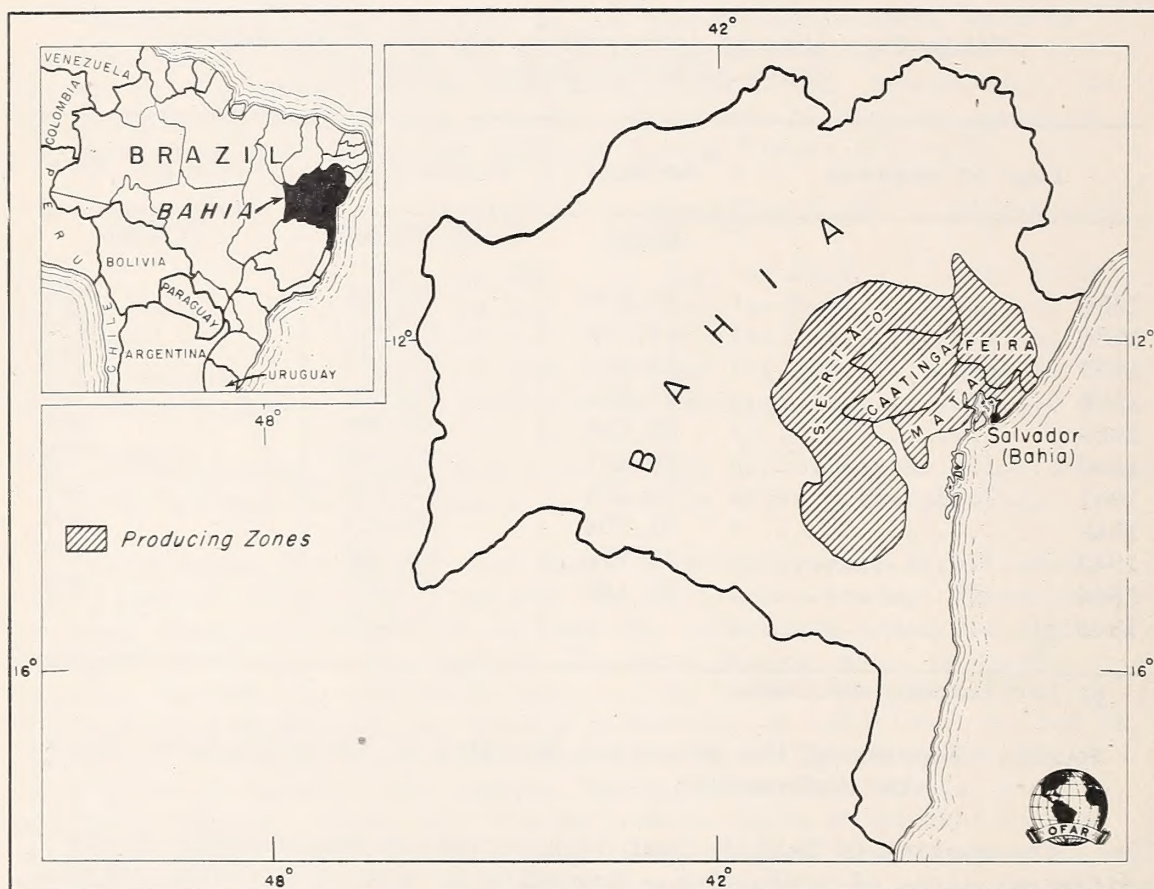 42°
VENEZUELA
COLOMBIA
BRAZIL
BAHIA
PERU
BOLIVIA
PARAGUAY
CHILE
ARGENTINA
URUGUAY
48°
BAHIA
12°
12°
SERTÃO
CAATINGA
FEIRA
MATA
Salvador
(Bahia)
Producing Zones
16°
16°
OFAR
48°
42°